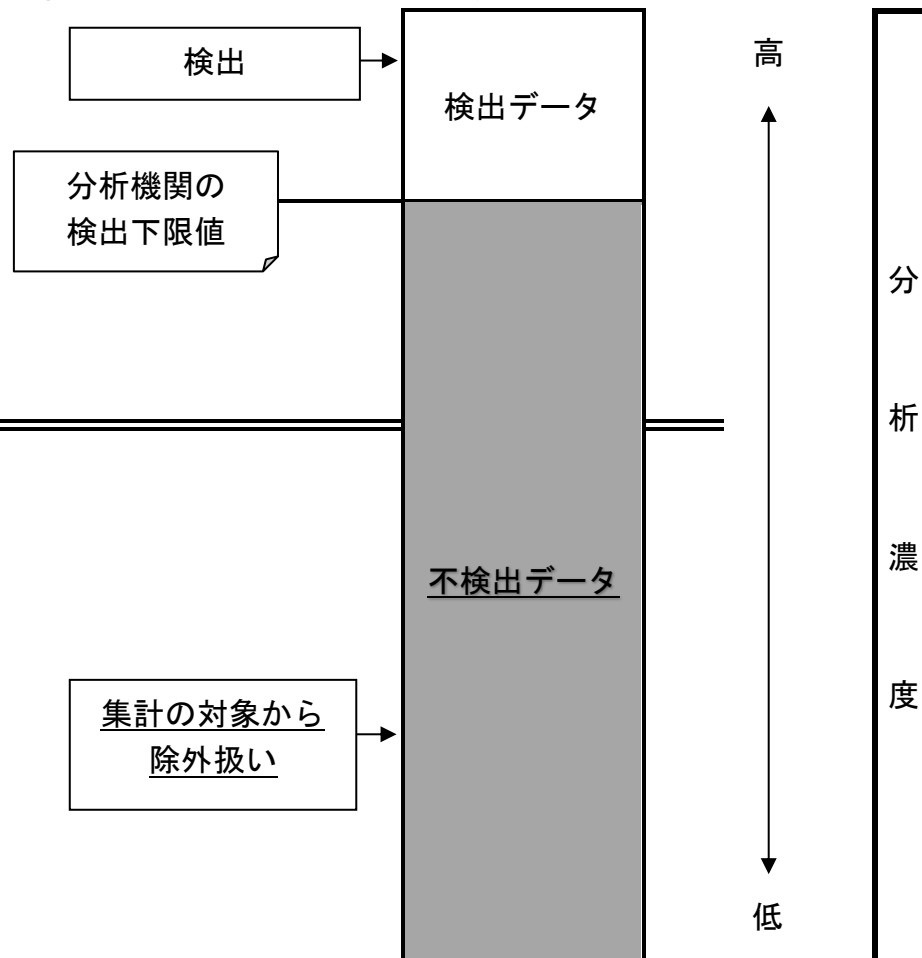 検出
検出データ
高
分析機関の
検出下限値
分
析
濃
度
不検出データ
集計の対象から
除外扱い
低